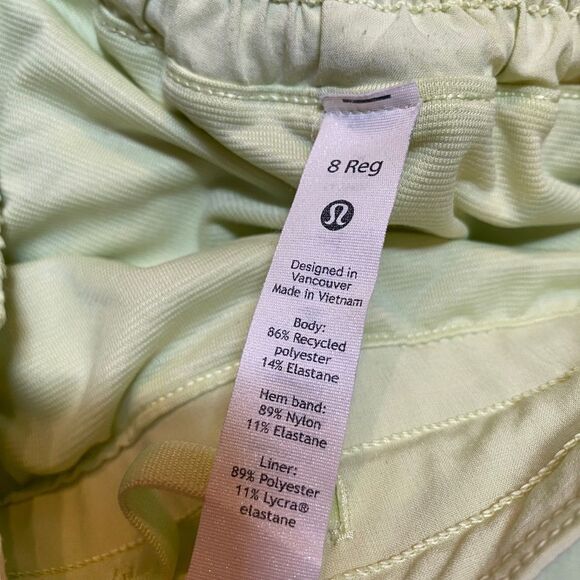 8 Reg
Designed in
Vancouver
Made in Vietnam
Body:
86% Recycled
polyester
14% Elastane
Hem band:
89% Nylon
11% Elastane
Liner:
89% Polyester
11% Lycra®
elastane